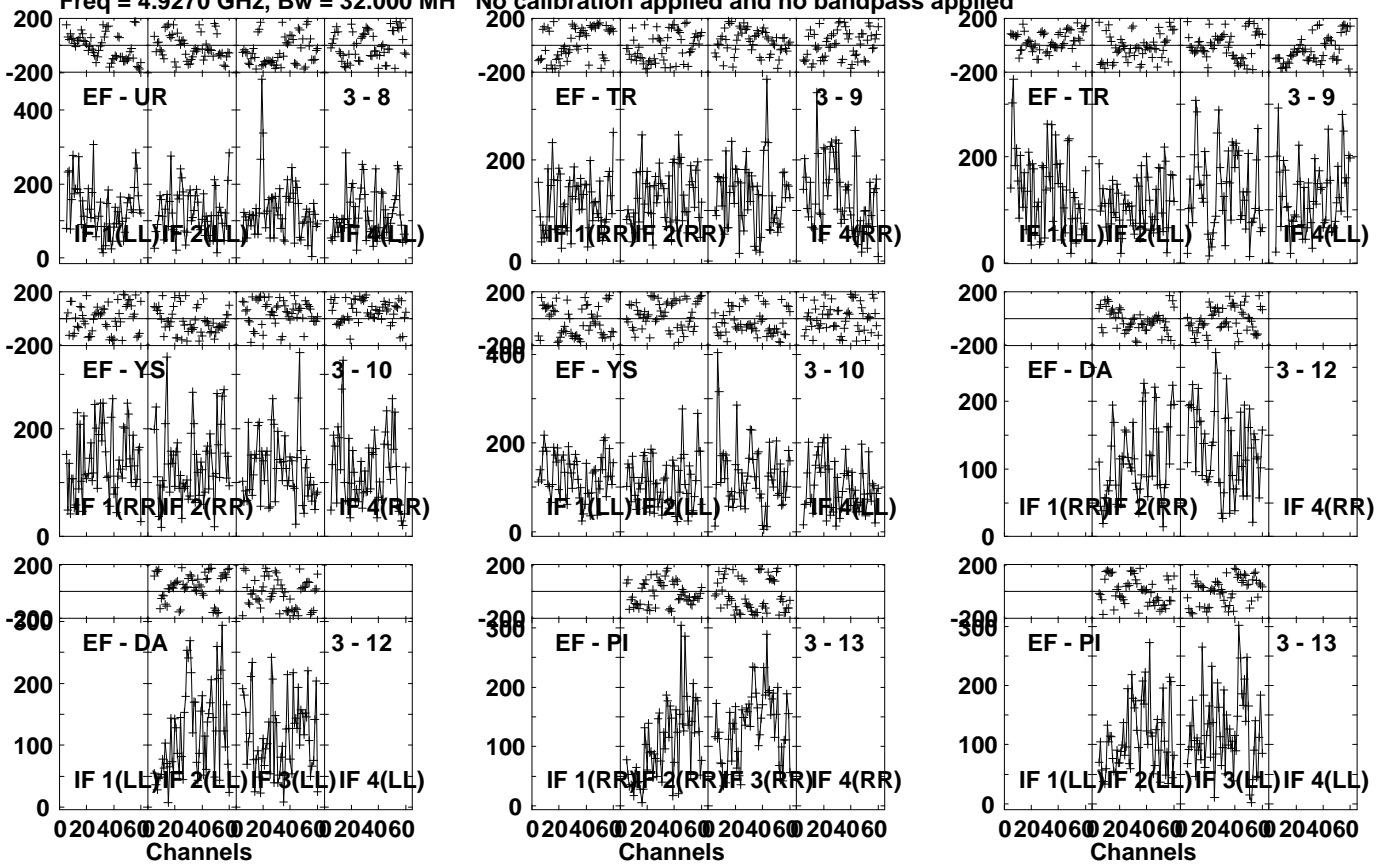 Freq = 4.9270 GHz, Bw = 32.000 MH No calibration applied and no bandpass applied
200
-200
400
300
200
100
0
EF - UR
3 - 8
IF 1(LL)
IF 2(LL)
IF 4(LL)
200
-200
200
0
EF - TR
3 - 9
IF 1(RR)
IF 2(RR)
IF 4(RR)
200
-200
200
0
EF - TR
3 - 9
IF 1(LL)
IF 2(LL)
IF 4(LL)
200
-200
200
0
EF - YS
3 - 10
IF 1(RR)
IF 2(RR)
IF 4(RR)
200
-200
400
200
0
EF - YS
3 - 10
IF 1(LL)
IF 2(LL)
IF 4(LL)
200
-200
200
100
0
EF - DA
3 - 12
IF 1(RR)
IF 2(RR)
IF 4(RR)
200
-200
300
200
100
0
EF - DA
3 - 12
IF 1(LL)
IF 2(LL)
IF 3(LL)
IF 4(LL)
0 20 40 60 0 20 40 60 0 20 40 60 0 20 40 60
Channels
200
-200
300
200
100
0
EF - PI
3 - 13
IF 1(RR)
IF 2(RR)
IF 3(RR)
IF 4(RR)
0 20 40 60 0 20 40 60 0 20 40 60 0 20 40 60
Channels
200
-200
300
200
100
0
EF - PI
3 - 13
IF 1(LL)
IF 2(LL)
IF 3(LL)
IF 4(LL)
0 20 40 60 0 20 40 60 0 20 40 60 0 20 40 60
Channels